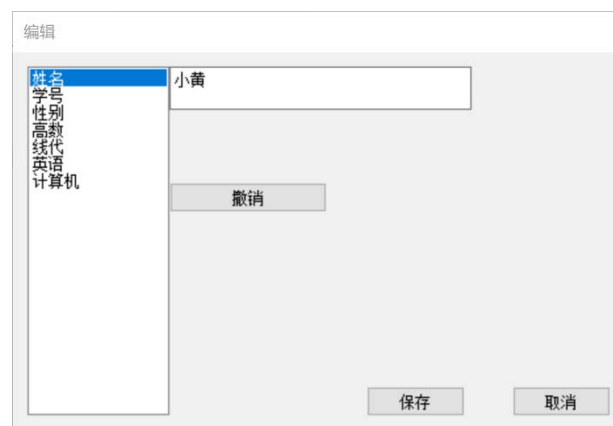 编辑
姓名
学号
性别
高数
线代
英语
计算机
小黄
撤销
保存
取消